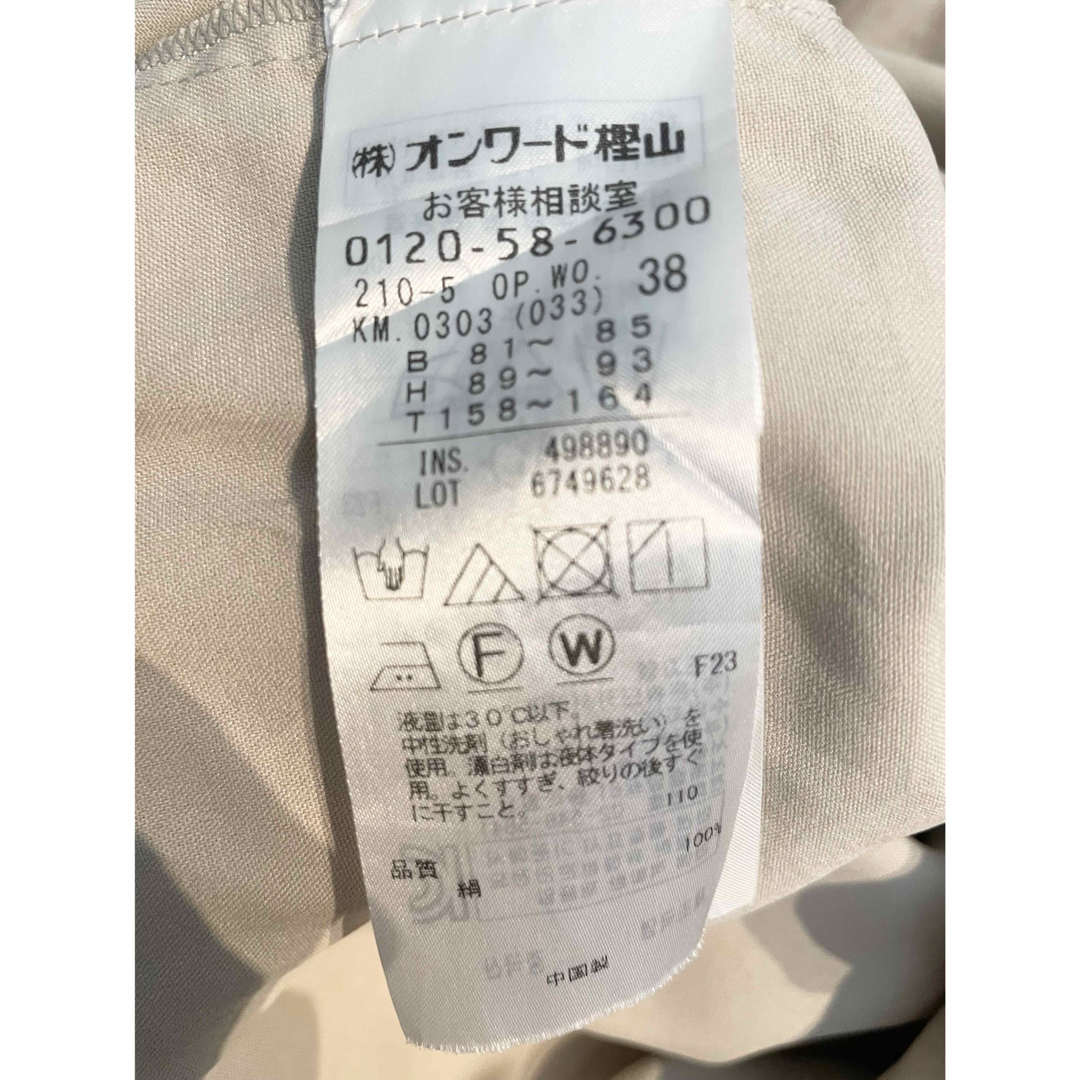 (株)オンワード樫山
お客様相談室
0120-58-6300
210-5 OP.WO. 38
KM.0303 (033)
B 81～ 85
H 89～ 93
T158～164
INS. 498890
LOT 6749628
F W
F23
液温は30℃以下。
中性洗剤（おしゃれ着洗い）を
使用。漂白剤は液体タイプを使
用。よくすすぎ、絞りの後すぐ
に干すこと。
110
品質
絹 100%
中国製